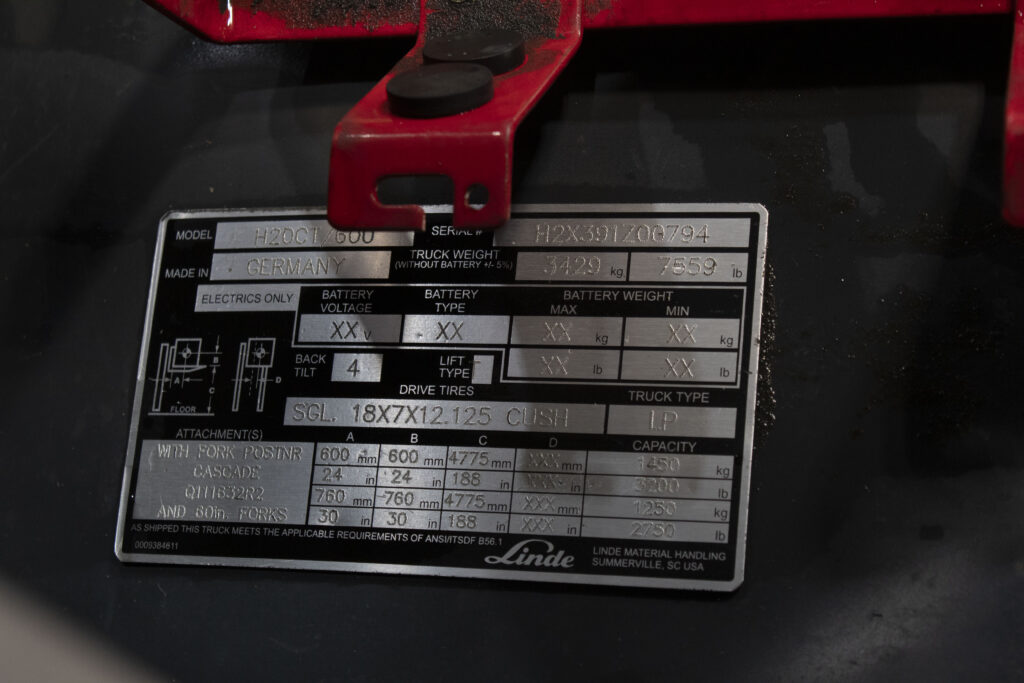 MODEL H20CT/600 SERIAL #
MADE IN GERMANY TRUCK WEIGHT (WITHOUT BATTERY +/- 5%) 3429 kg 7559 lb
ELECTRICS ONLY BATTERY VOLTAGE BATTERY TYPE BATTERY WEIGHT
MAX MIN
XX V XX XX kg XX kg
XX lb XX lb
BACK TILT 4 LIFT TYPE
DRIVE TIRES TRUCK TYPE
SGL. 18X7X12.125 CUSH LP
A B C D
FLOOR
ATTACHMENT(S) A B C D CAPACITY
WITH FORK POSTNR 600 mm 600 mm 4775 mm XXX mm 1450 kg
CASCADE 24 in 24 in 188 in XXX in 3200 lb
760 mm 760 mm 4775 mm XXX mm 1250 kg
AND 60in. FORKS 30 in 30 in 188 in XXX in 2750 lb
AS SHIPPED THIS TRUCK MEETS THE APPLICABLE REQUIREMENTS OF ANSI/ITSDF B56.1
0009384611 Linde LINDE MATERIAL HANDLING
SUMMERVILLE, SC USA